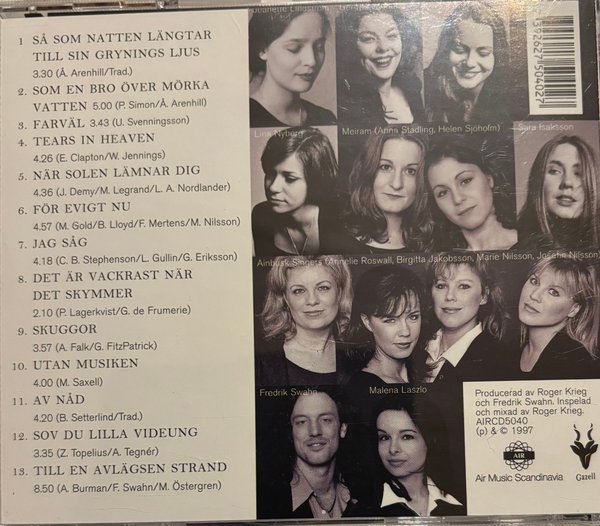 1 SÅ SOM NATTEN LÄNGTAR
TILL SIN GRYNINGS LJUS
3.30 (Å. Arenhill/Trad.)
2. SOM EN BRO ÖVER MÖRKA
VATTEN 5.00 (P. Simon/Å. Arenhill)
3. FARVÄL 3.43 (U. Svenningsson)
4. TEARS IN HEAVEN
4.26 (E. Clapton/W. Jennings)
5. NÄR SOLEN LÄMNAR DIG
4.36 (J. Demy/M. Legrand/L. A. Nordlander)
6. FÖR EVIGT NU
4.57 (M. Gold/B. Lloyd/F. Mertens/M. Nilsson)
7. JAG SÅG
4.18 (C. B. Stephenson/L. Gullin/G. Eriksson)
8. DET ÄR VACKRAST NÄR
DET SKYMMER
2.10 (P. Lagerkvist/G. de Frumerie)
9. SKUGGOR
3.57 (A. Falk/G. FitzPatrick)
10. UTAN MUSIKEN
4.00 (M. Saxell)
11. AV NÅD
4.20 (B. Setterlind/Trad.)
12. SOV DU LILLA VIDEUNG
3.35 (Z. Topelius/A. Tegnér)
13. TILL EN AVLÄGSEN STRAND
8.50 (A. Burman/F. Swahn/M. Östergren)
Lina Nyberg
Meiram (Anna Stadling, Helen Sjöholm)
Sara Isaksson
Ainbusk Singers (Annelie Roswall, Birgitta Jakobsson, Marie Nilsson, Josefin Nilsson)
Fredrik Swahn
Malena Laszlo
Producerad av Roger Krieg
och Fredrik Swahn. Inspelad
och mixad av Roger Krieg.
AIRCD5040
(p) & © 1997
AIR
Air Music Scandinavia
Gazell